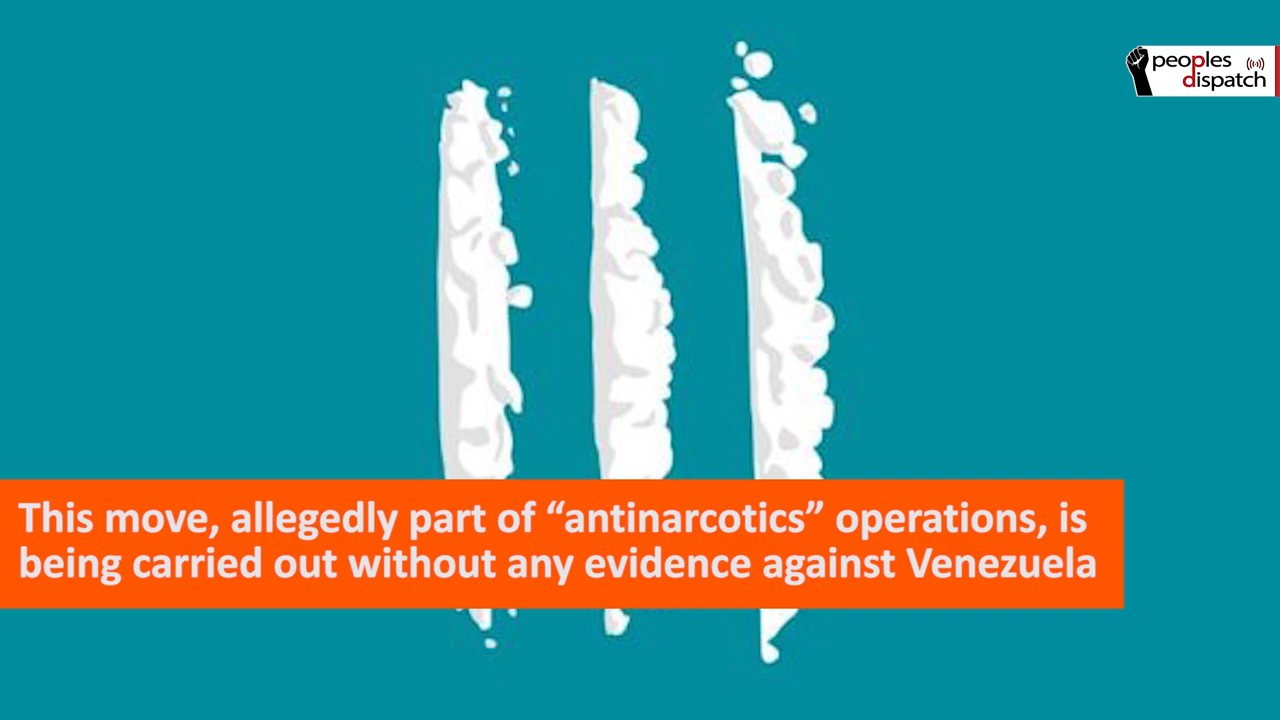 peoples
dispatch
This move, allegedly part of “antinarcotics” operations, is
being carried out without any evidence against Venezuela